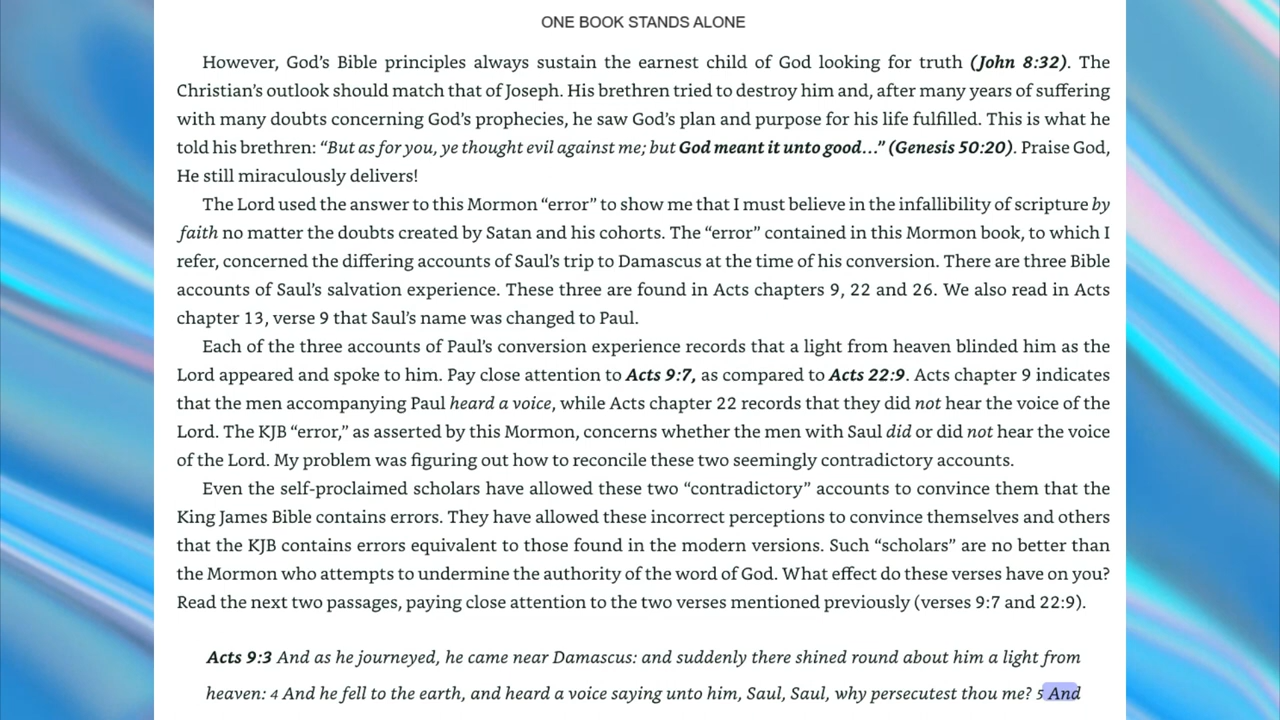 ONE BOOK STANDS ALONE
However, God’s Bible principles always sustain the earnest child of God looking for truth (John 8:32). The
Christian’s outlook should match that of Joseph. His brethren tried to destroy him and, after many years of suffering
with many doubts concerning God’s prophecies, he saw God’s plan and purpose for his life fulfilled. This is what he
told his brethren: “But as for you, ye thought evil against me; but God meant it unto good…” (Genesis 50:20). Praise God,
He still miraculously delivers!
The Lord used the answer to this Mormon “error” to show me that I must believe in the infallibility of scripture by
faith no matter the doubts created by Satan and his cohorts. The “error” contained in this Mormon book, to which I
refer, concerned the differing accounts of Saul’s trip to Damascus at the time of his conversion. There are three Bible
accounts of Saul’s salvation experience. These three are found in Acts chapters 9, 22 and 26. We also read in Acts
chapter 13, verse 9 that Saul’s name was changed to Paul.
Each of the three accounts of Paul’s conversion experience records that a light from heaven blinded him as the
Lord appeared and spoke to him. Pay close attention to Acts 9:7, as compared to Acts 22:9. Acts chapter 9 indicates
that the men accompanying Paul heard a voice, while Acts chapter 22 records that they did not hear the voice of the
Lord. The KJB “error,” as asserted by this Mormon, concerns whether the men with Saul did or did not hear the voice
of the Lord. My problem was figuring out how to reconcile these two seemingly contradictory accounts.
Even the self-proclaimed scholars have allowed these two “contradictory” accounts to convince them that the
King James Bible contains errors. They have allowed these incorrect perceptions to convince themselves and others
that the KJB contains errors equivalent to those found in the modern versions. Such “scholars” are no better than
the Mormon who attempts to undermine the authority of the word of God. What effect do these verses have on you?
Read the next two passages, paying close attention to the two verses mentioned previously (verses 9:7 and 22:9).
Acts 9:3 And as he journeyed, he came near Damascus: and suddenly there shined round about him a light from
heaven: 4 And he fell to the earth, and heard a voice saying unto him, Saul, Saul, why persecutest thou me? 5 And